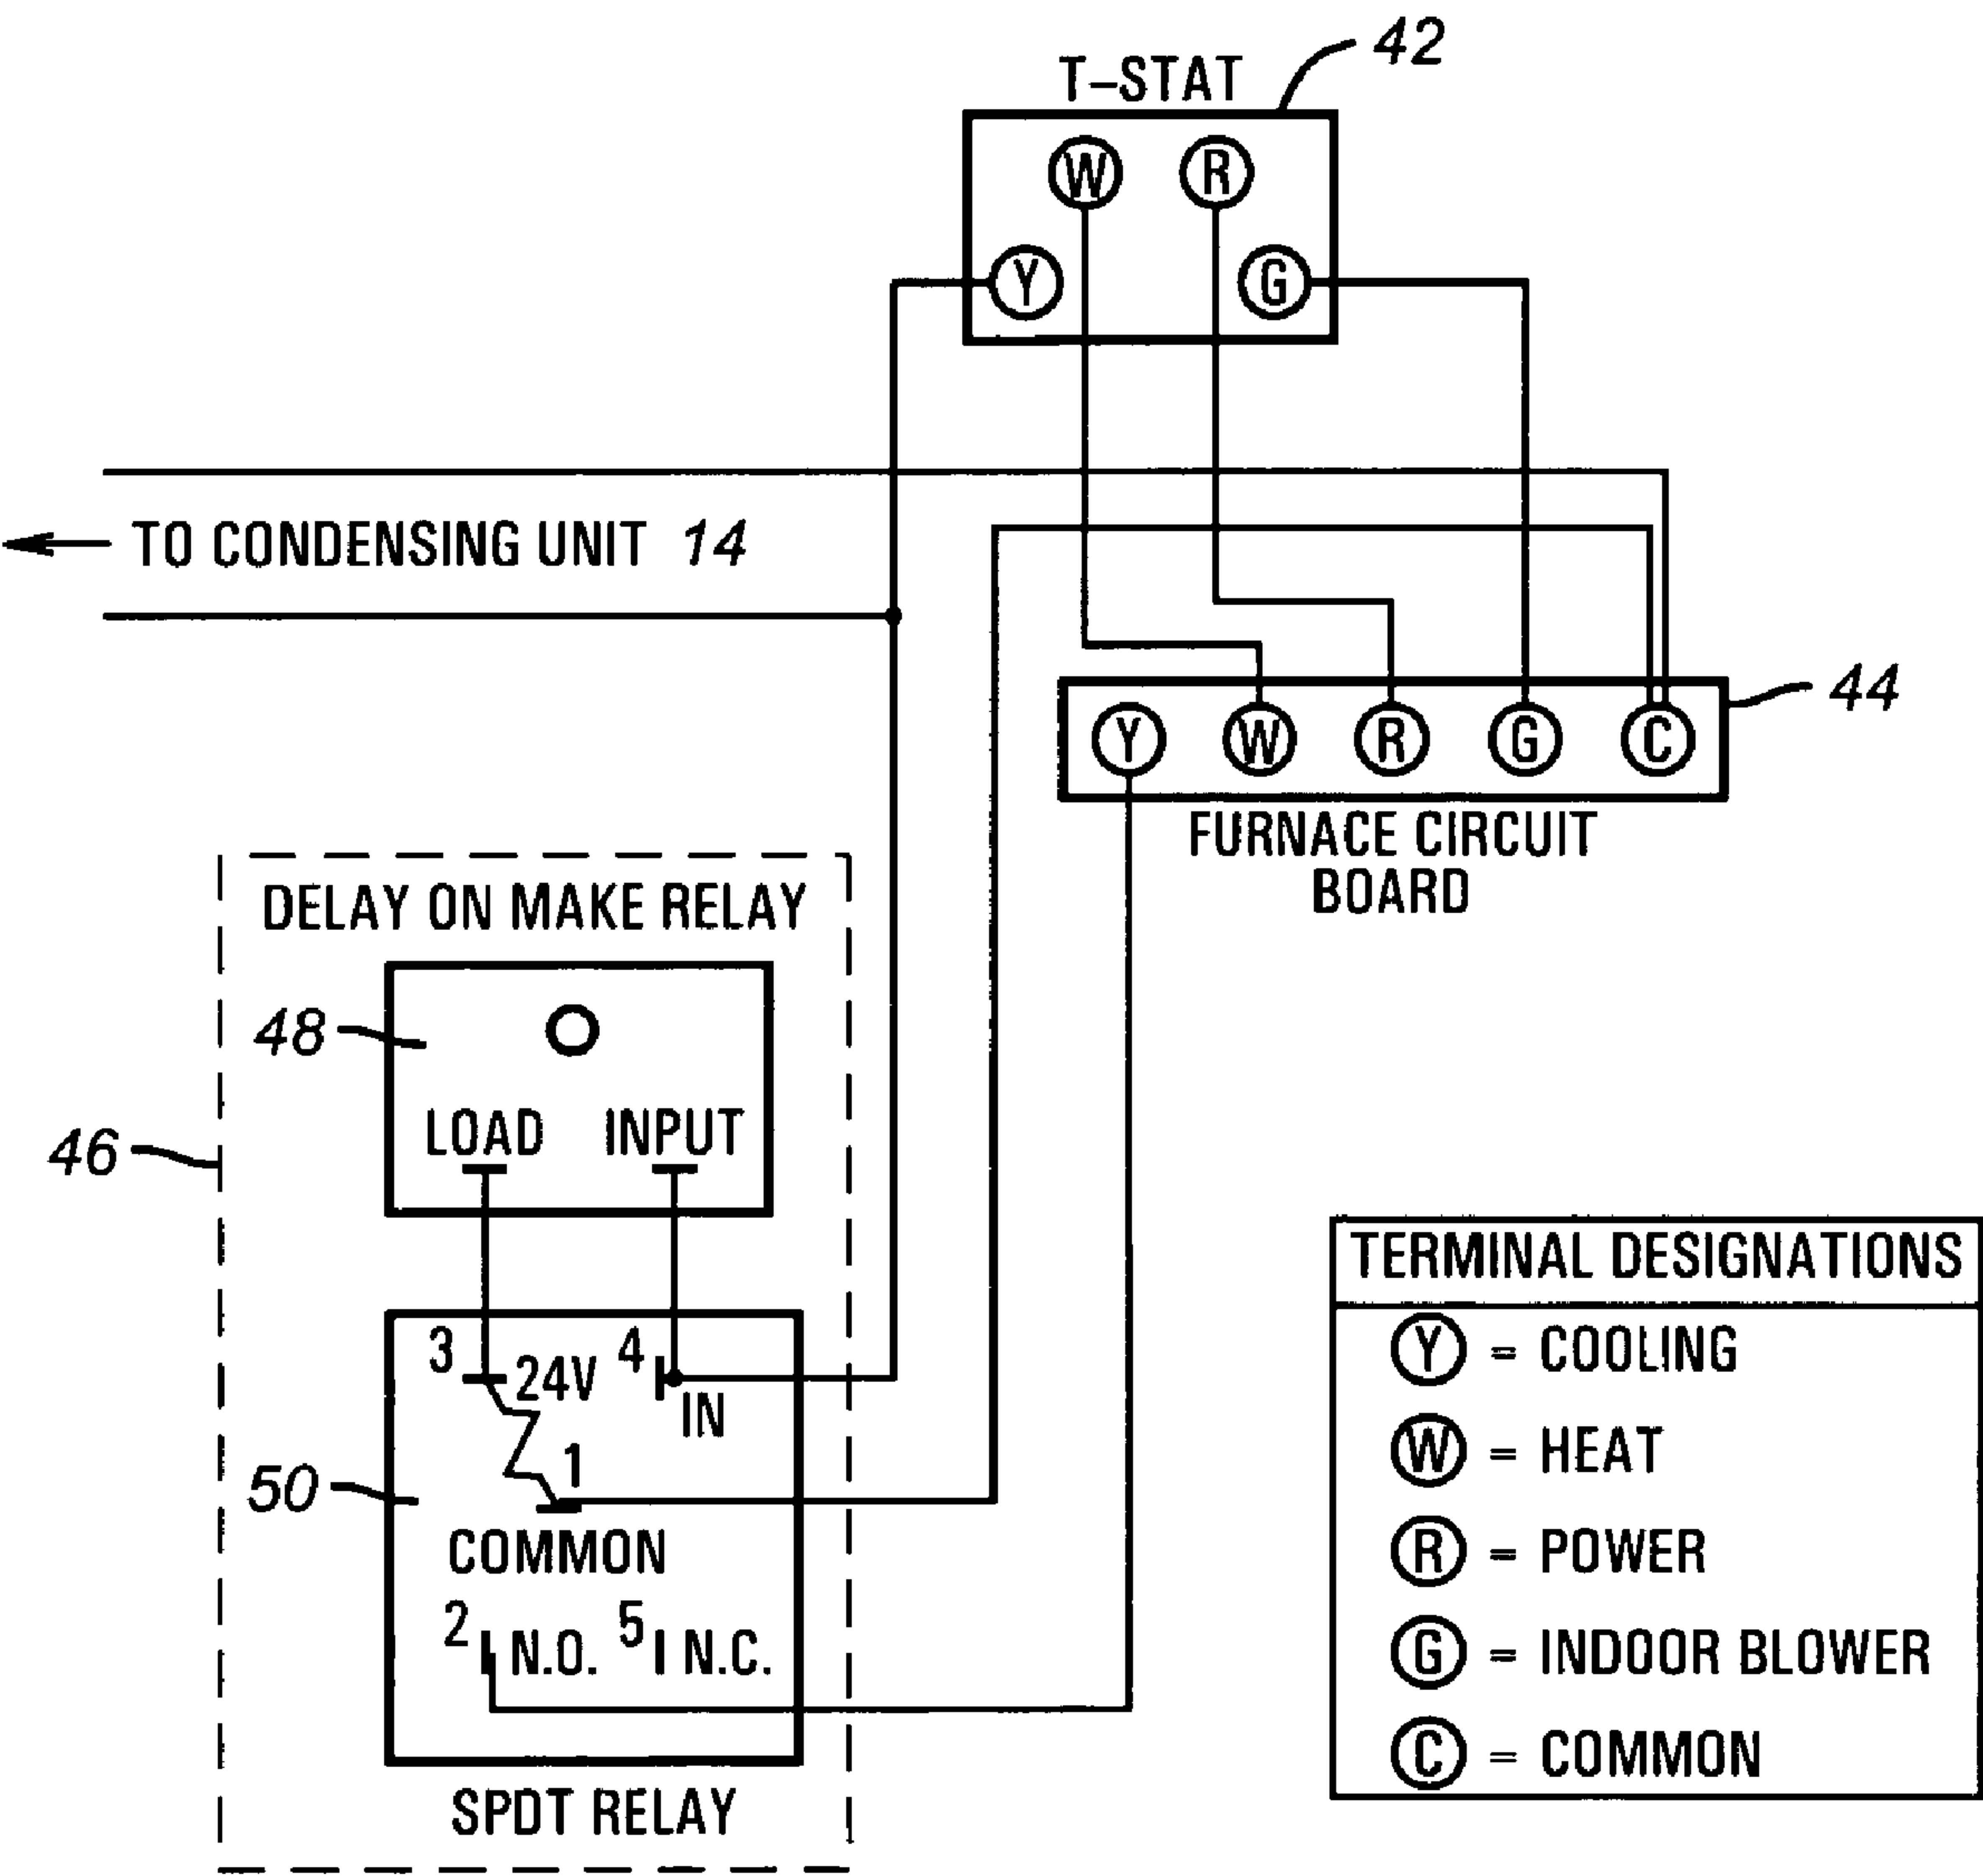 42
T-STAT
W R
Y G
TO CONDENSING UNIT 14
44
Y W R G C
FURNACE CIRCUIT
BOARD
DELAY ON MAKE RELAY
48
LOAD INPUT
46
3 24V 4
IN
1
50
COMMON
2 N.O. 5 N.C.
SPDT RELAY
TERMINAL DESIGNATIONS
Y = COOLING
W = HEAT
R = POWER
G = INDOOR BLOWER
C = COMMON